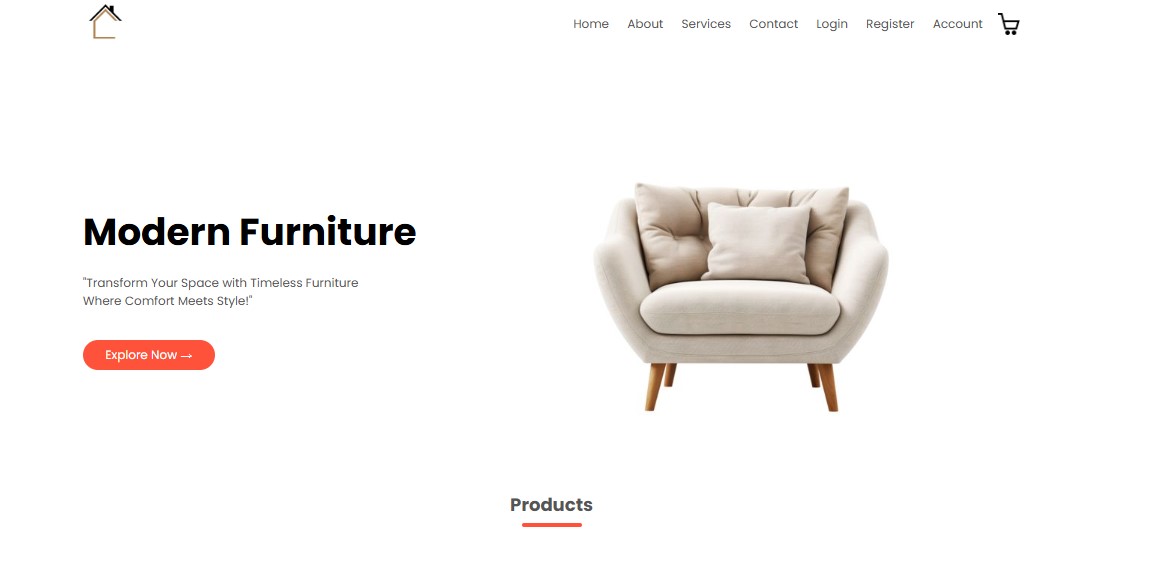 Home About Services Contact Login Register Account
Modern Furniture
"Transform Your Space with Timeless Furniture
Where Comfort Meets Style!"
Explore Now →
Products